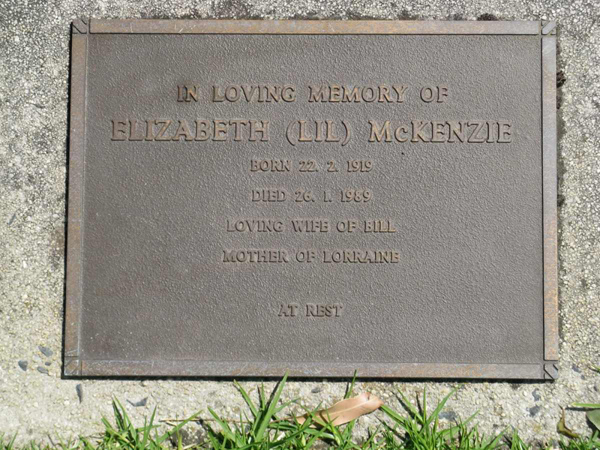 IN LOVING MEMORY OF
ELIZABETH (LIL) McKENZIE
BORN 22. 2. 1919
DIED 26. 1. 1989
LOVING WIFE OF BILL
MOTHER OF LORRAINE
AT REST